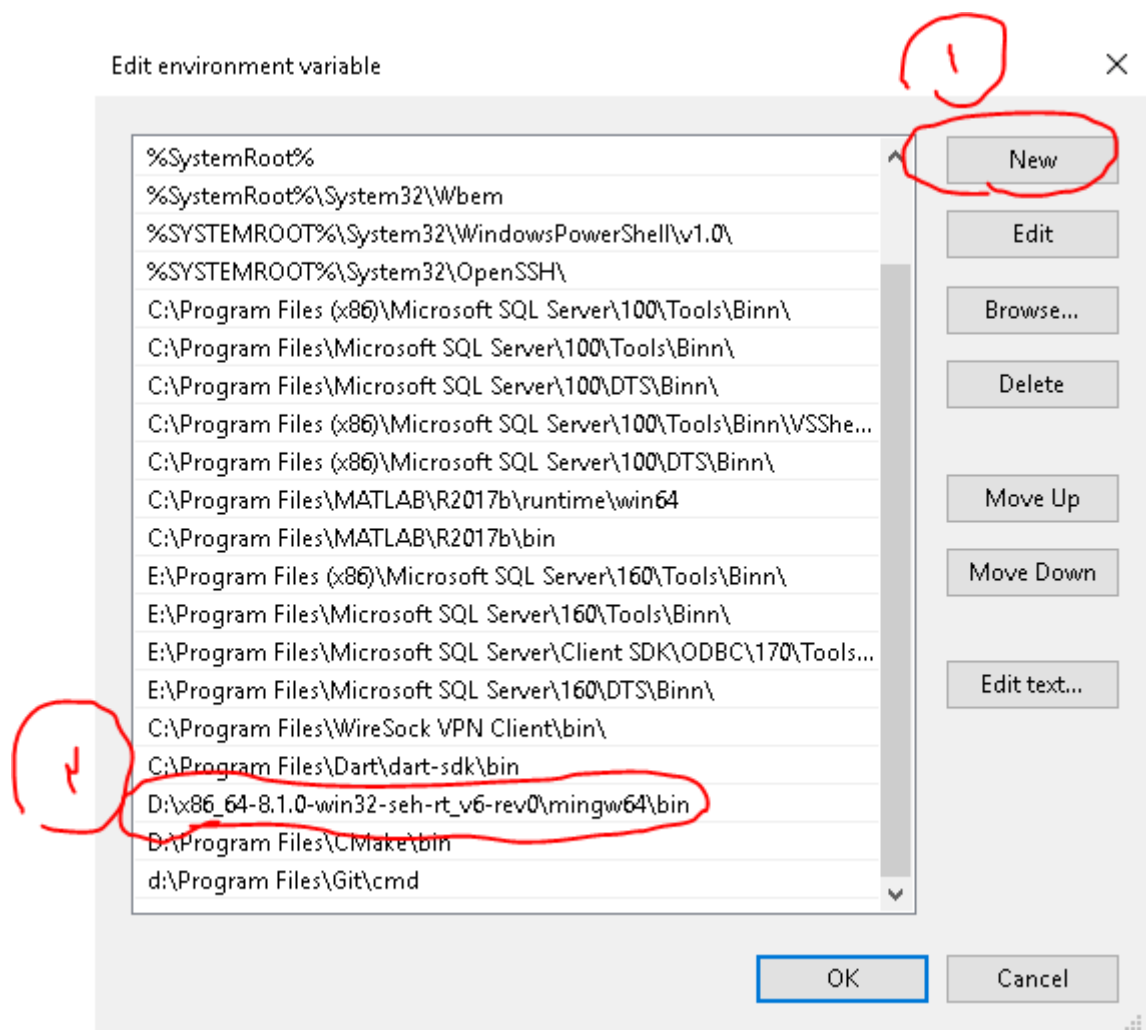 Edit environment variable
۱
%SystemRoot%
%SystemRoot%\System32\Wbem
%SYSTEMROOT%\System32\WindowsPowerShell\v1.0\
%SYSTEMROOT%\System32\OpenSSH\
C:\Program Files (x86)\Microsoft SQL Server\100\Tools\Binn\
C:\Program Files\Microsoft SQL Server\100\Tools\Binn\
C:\Program Files\Microsoft SQL Server\100\DTS\Binn\
C:\Program Files (x86)\Microsoft SQL Server\100\Tools\Binn\VSShe...
C:\Program Files (x86)\Microsoft SQL Server\100\DTS\Binn\
C:\Program Files\MATLAB\R2017b\runtime\win64
C:\Program Files\MATLAB\R2017b\bin
E:\Program Files (x86)\Microsoft SQL Server\160\Tools\Binn\
E:\Program Files\Microsoft SQL Server\160\Tools\Binn\
E:\Program Files\Microsoft SQL Server\Client SDK\ODBC\170\Tools...
E:\Program Files\Microsoft SQL Server\160\DTS\Binn\
C:\Program Files\WireSock VPN Client\bin\
C:\Program Files\Dart\dart-sdk\bin
۲
D:\x86_64-8.1.0-win32-seh-rt_v6-rev0\mingw64\bin
D:\Program Files\CMake\bin
d:\Program Files\Git\cmd
New
Edit
Browse...
Delete
Move Up
Move Down
Edit text...
OK
Cancel